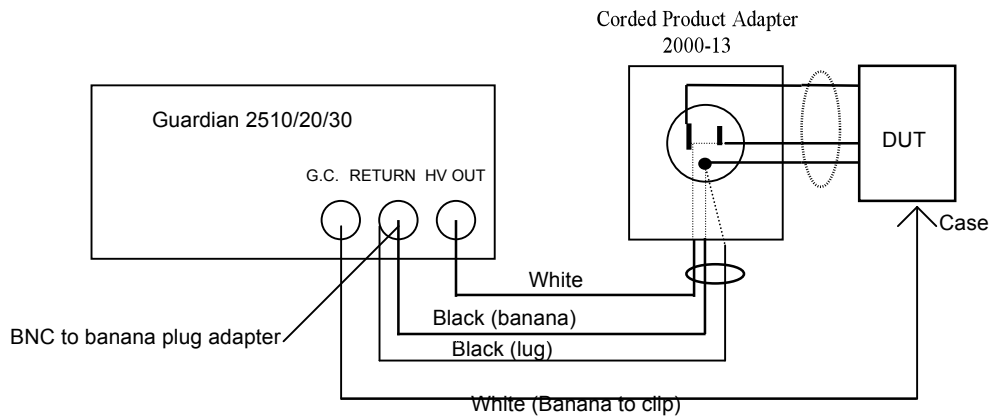 Corded Product Adapter
2000-13
Guardian 2510/20/30
DUT
G.C. RETURN HV OUT
Case
White
Black (banana)
BNC to banana plug adapter
Black (lug)
White (Banana to clip)